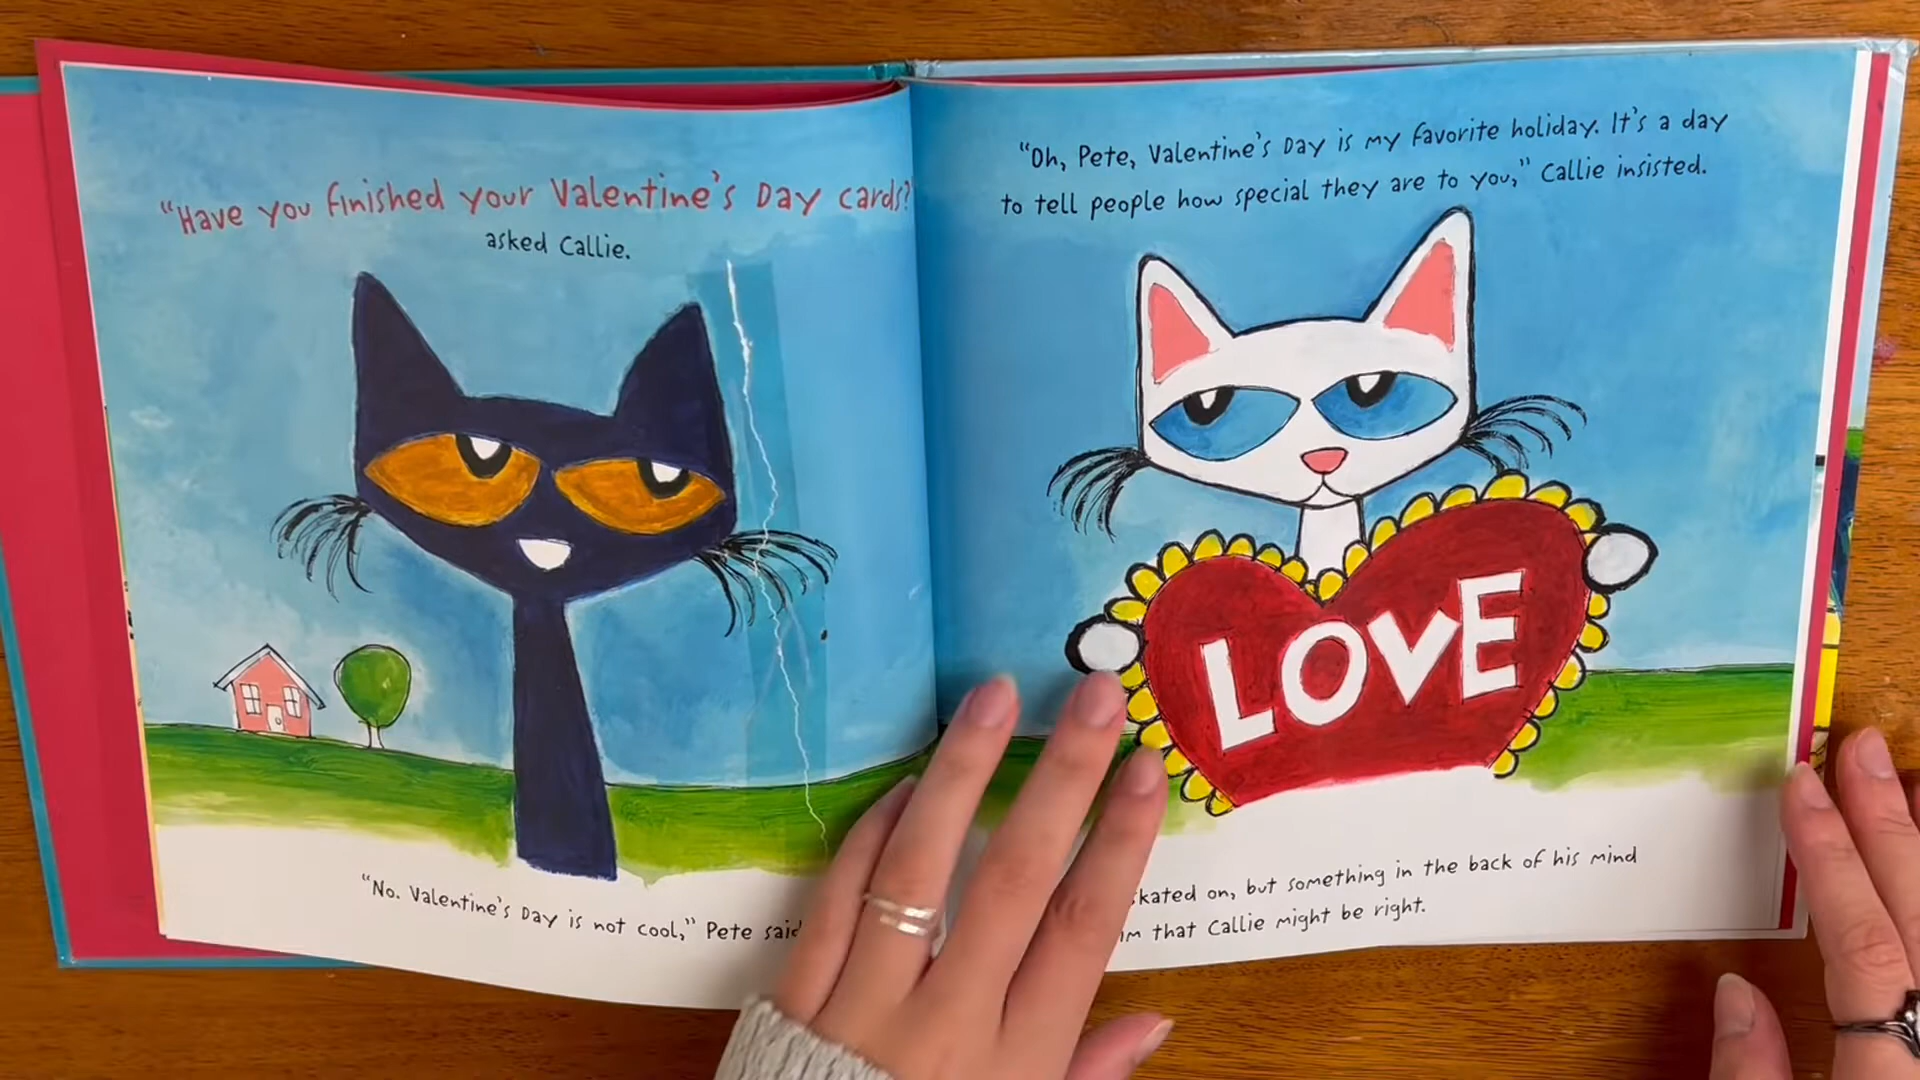 "Have you finished your Valentine's Day cards?
asked Callie.
"No. Valentine's Day is not cool," Pete said
"Oh, Pete, Valentine's Day is my favorite holiday. It's a day
to tell people how special they are to you," Callie insisted.
LOVE
on, but something in the back of his mind
that Callie might be right.